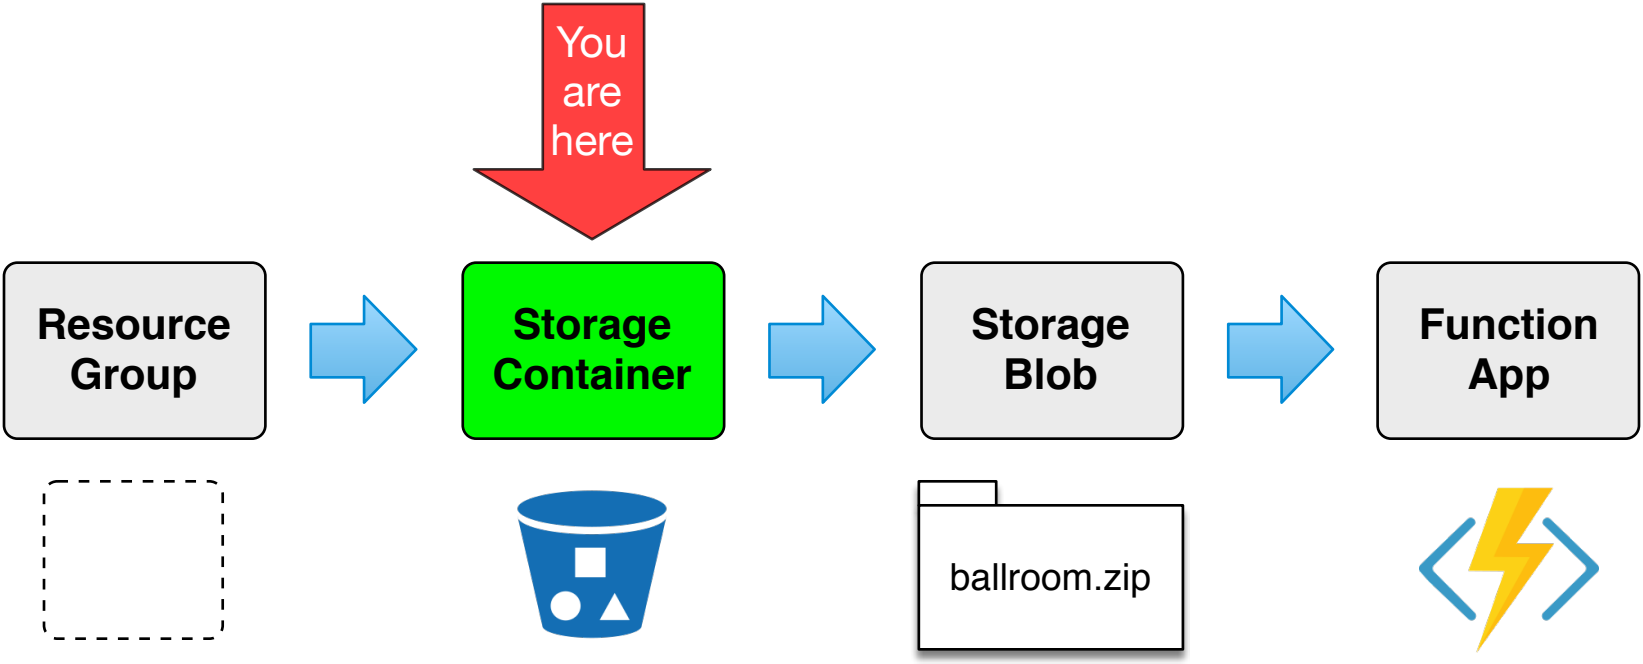 You
are
here
Resource
Group
Storage
Container
Storage
Blob
Function
App
ballroom.zip